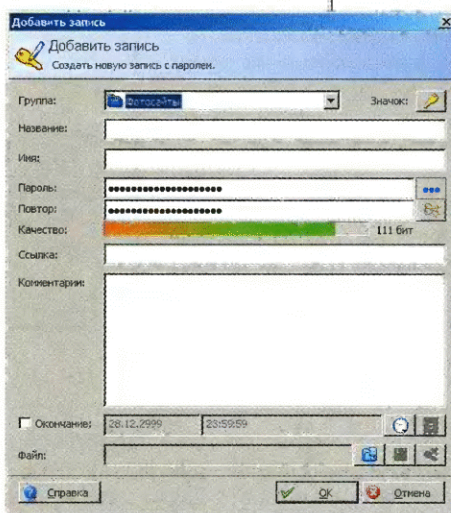 Добавить запись
Добавить запись
Создать новую запись с паролем.
Группа: Фотосайты Значок:
Название:
Имя:
Пароль: ••••••••••••••••••••
Повтор: ••••••••••••••••••••
Качество: 111 бит
Ссылка:
Комментарии:
Окончание: 28.12.2999 23:59:59
Файл:
Справка OK Отмена